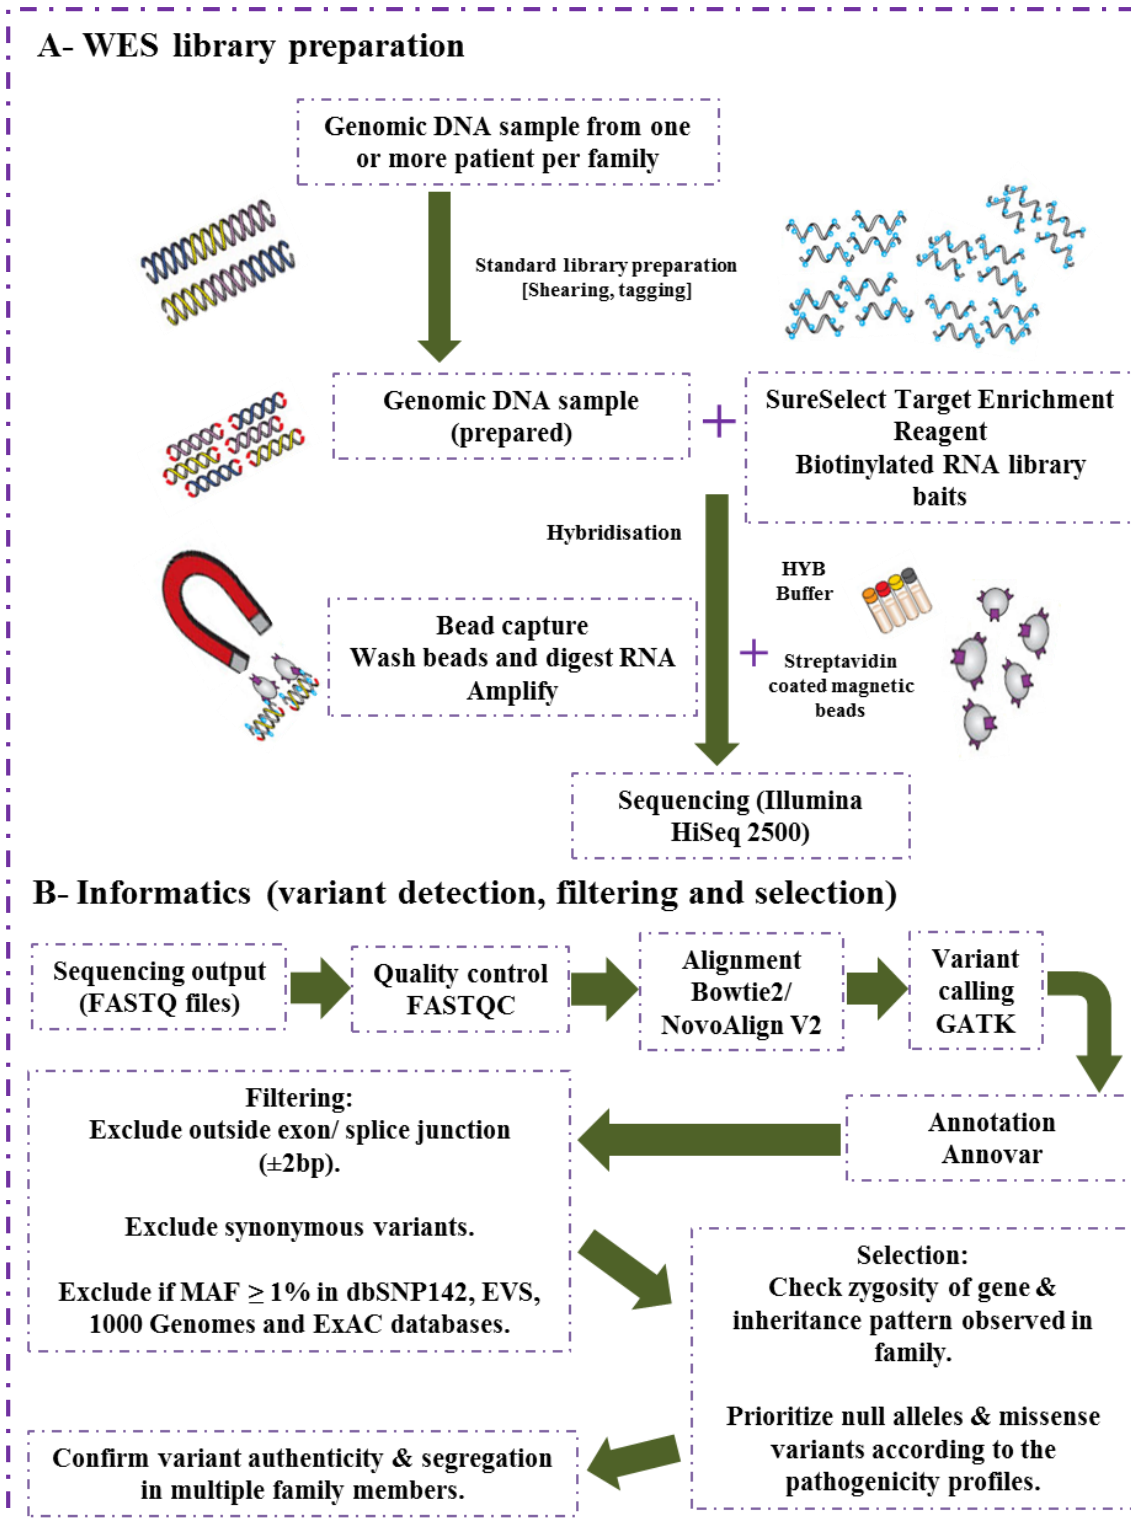 A- WES library preparation
Genomic DNA sample from one
or more patient per family
Standard library preparation
[Shearing, tagging]
Genomic DNA sample
(prepared)
+
SureSelect Target Enrichment
Reagent
Biotinylated RNA library
baits
Hybridisation
HYB
Buffer
Bead capture
Wash beads and digest RNA
Amplify
+
Streptavidin
coated magnetic
beads
Sequencing (Illumina
HiSeq 2500)
B- Informatics (variant detection, filtering and selection)
Sequencing output
(FASTQ files)
Quality control
FASTQC
Alignment
Bowtie2/
NovoAlign V2
Variant
calling
GATK
Annotation
Annovar
Filtering:
Exclude outside exon/ splice junction
(±2bp).
Exclude synonymous variants.
Exclude if MAF ≥ 1% in dbSNP142, EVS,
1000 Genomes and ExAC databases.
Selection:
Check zygosity of gene &
inheritance pattern observed in
family.
Prioritize null alleles & missense
variants according to the
pathogenicity profiles.
Confirm variant authenticity & segregation
in multiple family members.